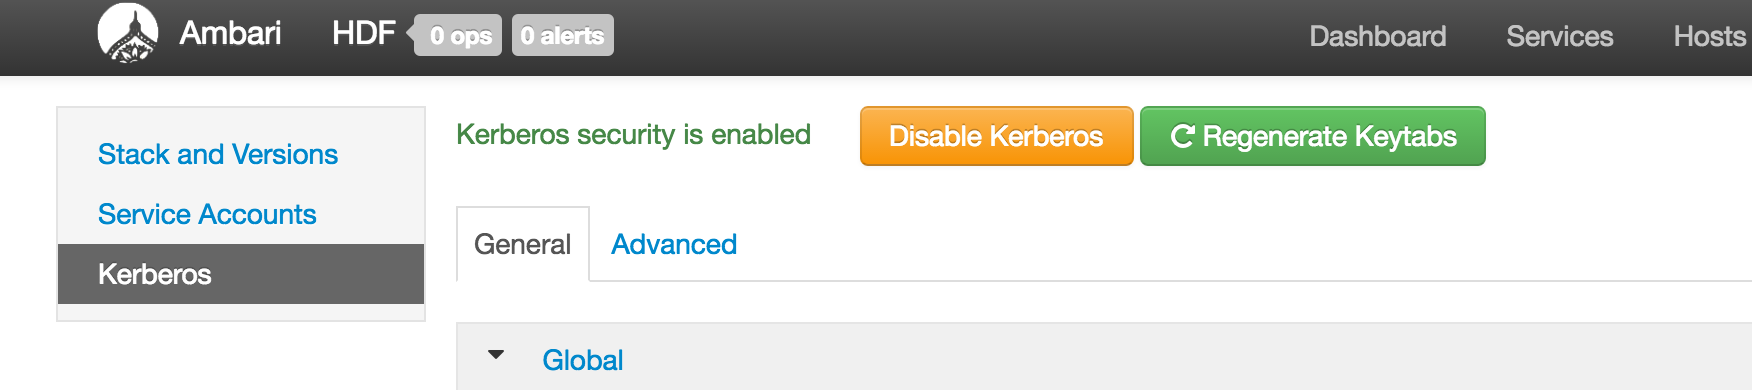 Ambari HDF 0 ops 0 alerts Dashboard Services Hosts
Stack and Versions
Service Accounts
Kerberos
Kerberos security is enabled Disable Kerberos Regenerate Keytabs
General Advanced
Global